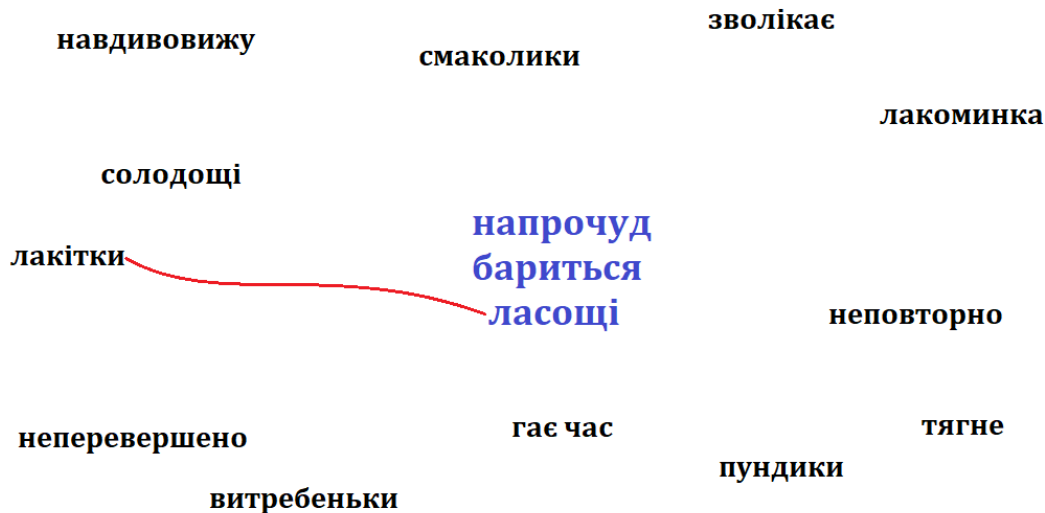 зволікає
навдивовижу
смаколики
лакоминка
солодощі
напрочуд
лакітки
бариться
ласощі
неповторно
неперевершено
гає час
тягне
пундики
витребеньки